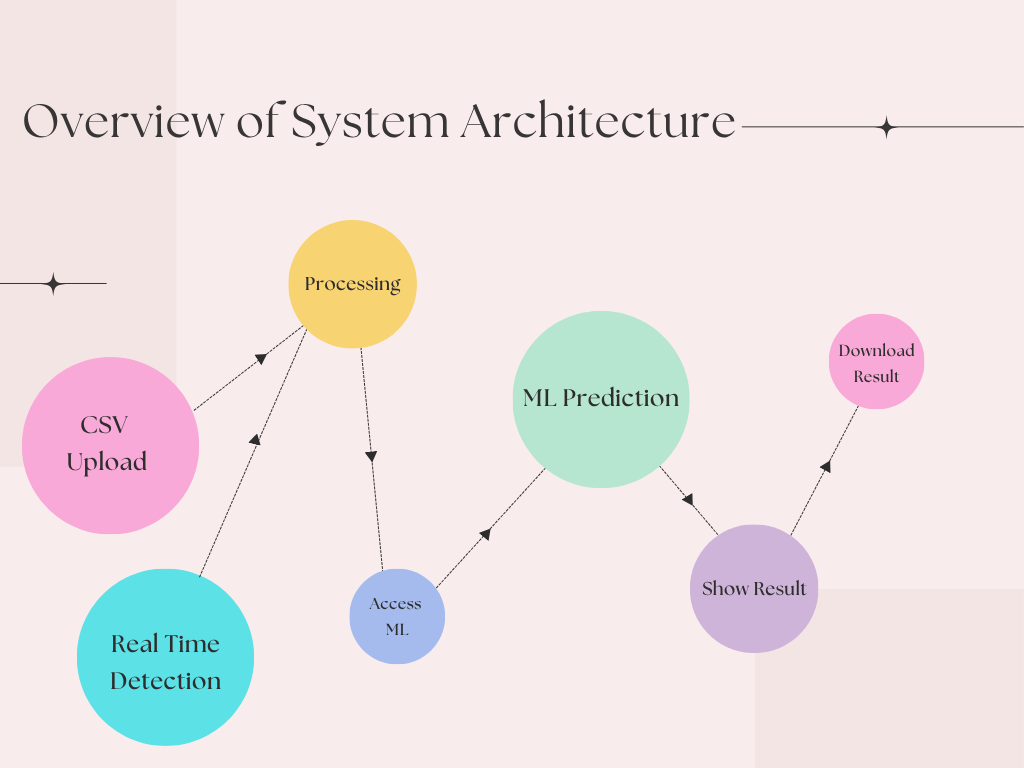 Overview of System Architecture
Processing
CSV
Upload
Real Time
Detection
Access
ML
ML Prediction
Show Result
Download
Result